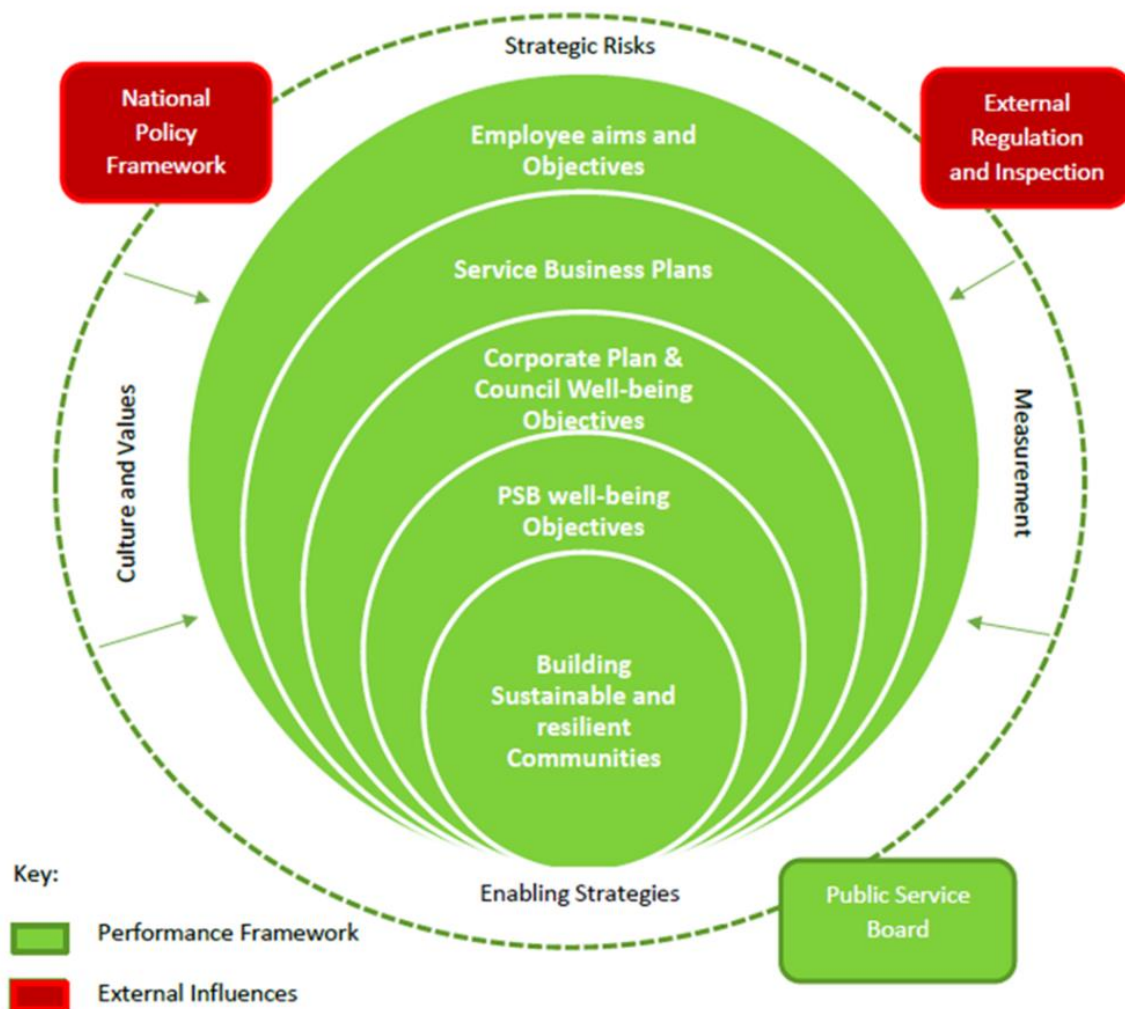 Strategic Risks
National
Policy
Framework
External
Regulation
and Inspection
Employee aims and
Objectives
Service Business Plans
Corporate Plan &
Council Well-being
Objectives
Culture and Values
Measurement
PSB well-being
Objectives
Building
Sustainable and
resilient
Communities
Enabling Strategies
Public Service
Board
Key:
Performance Framework
External Influences